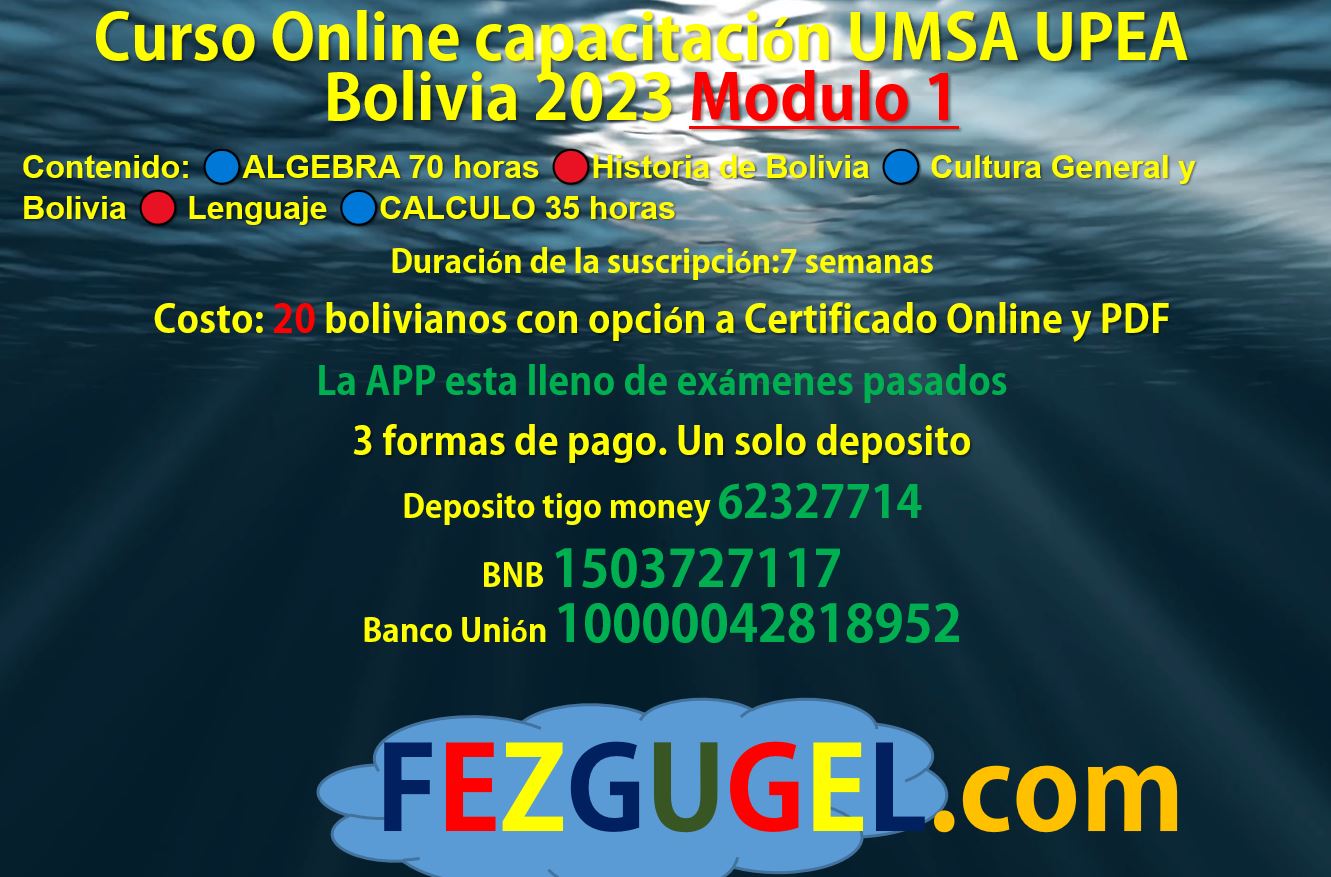 Curso Online capacitación UMSA UPEA
Bolivia 2023 Modulo 1
Contenido: ALGEBRA 70 horas Historia de Bolivia Cultura General y
Bolivia Lenguaje CALCULO 35 horas
Duración de la suscripción:7 semanas
Costo: 20 bolivianos con opción a Certificado Online y PDF
La APP esta lleno de exámenes pasados
3 formas de pago. Un solo deposito
Deposito tigo money 62327714
BNB 1503727117
Banco Unión 10000042818952
FEZGUGEL.com